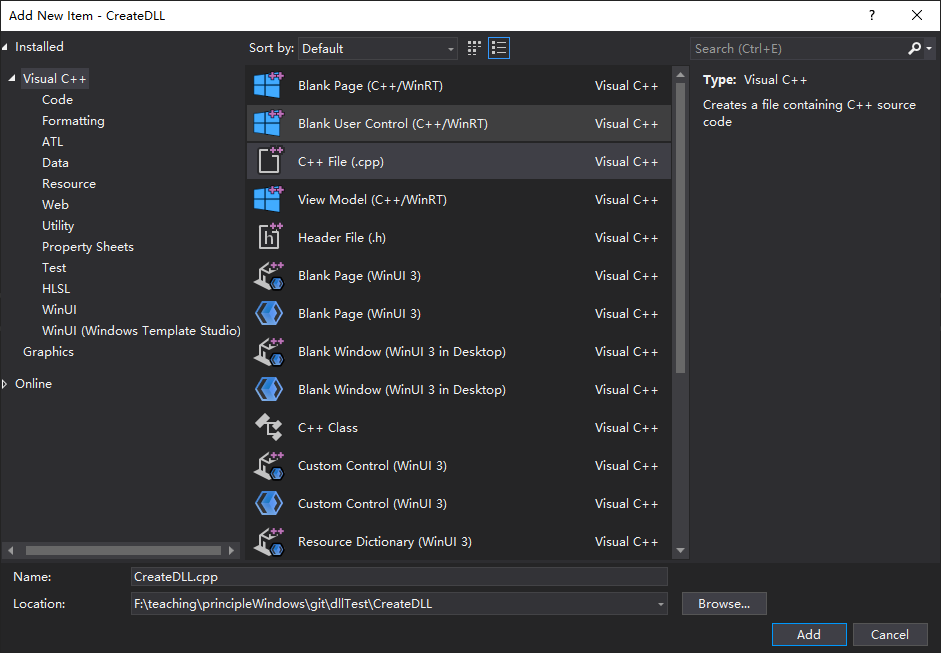 Add New Item - CreateDLL
?
Installed
Sort by: Default
Search (Ctrl+E)
Visual C++
Code
Formatting
ATL
Data
Resource
Web
Utility
Property Sheets
Test
HLSL
WinUI
WinUI (Windows Template Studio)
Graphics
Online
Blank Page (C++/WinRT) Visual C++
Blank User Control (C++/WinRT) Visual C++
C++ File (.cpp) Visual C++
View Model (C++/WinRT) Visual C++
Header File (.h) Visual C++
Blank Page (WinUI 3) Visual C++
Blank Page (WinUI 3) Visual C++
Blank Window (WinUI 3 in Desktop) Visual C++
Blank Window (WinUI 3 in Desktop) Visual C++
C++ Class Visual C++
Custom Control (WinUI 3) Visual C++
Custom Control (WinUI 3) Visual C++
Resource Dictionary (WinUI 3) Visual C++
Type: Visual C++
Creates a file containing C++ source
code
Name: CreateDLL.cpp
Location: F:\teaching\principleWindows\git\dllTest\CreateDLL
Browse...
Add
Cancel